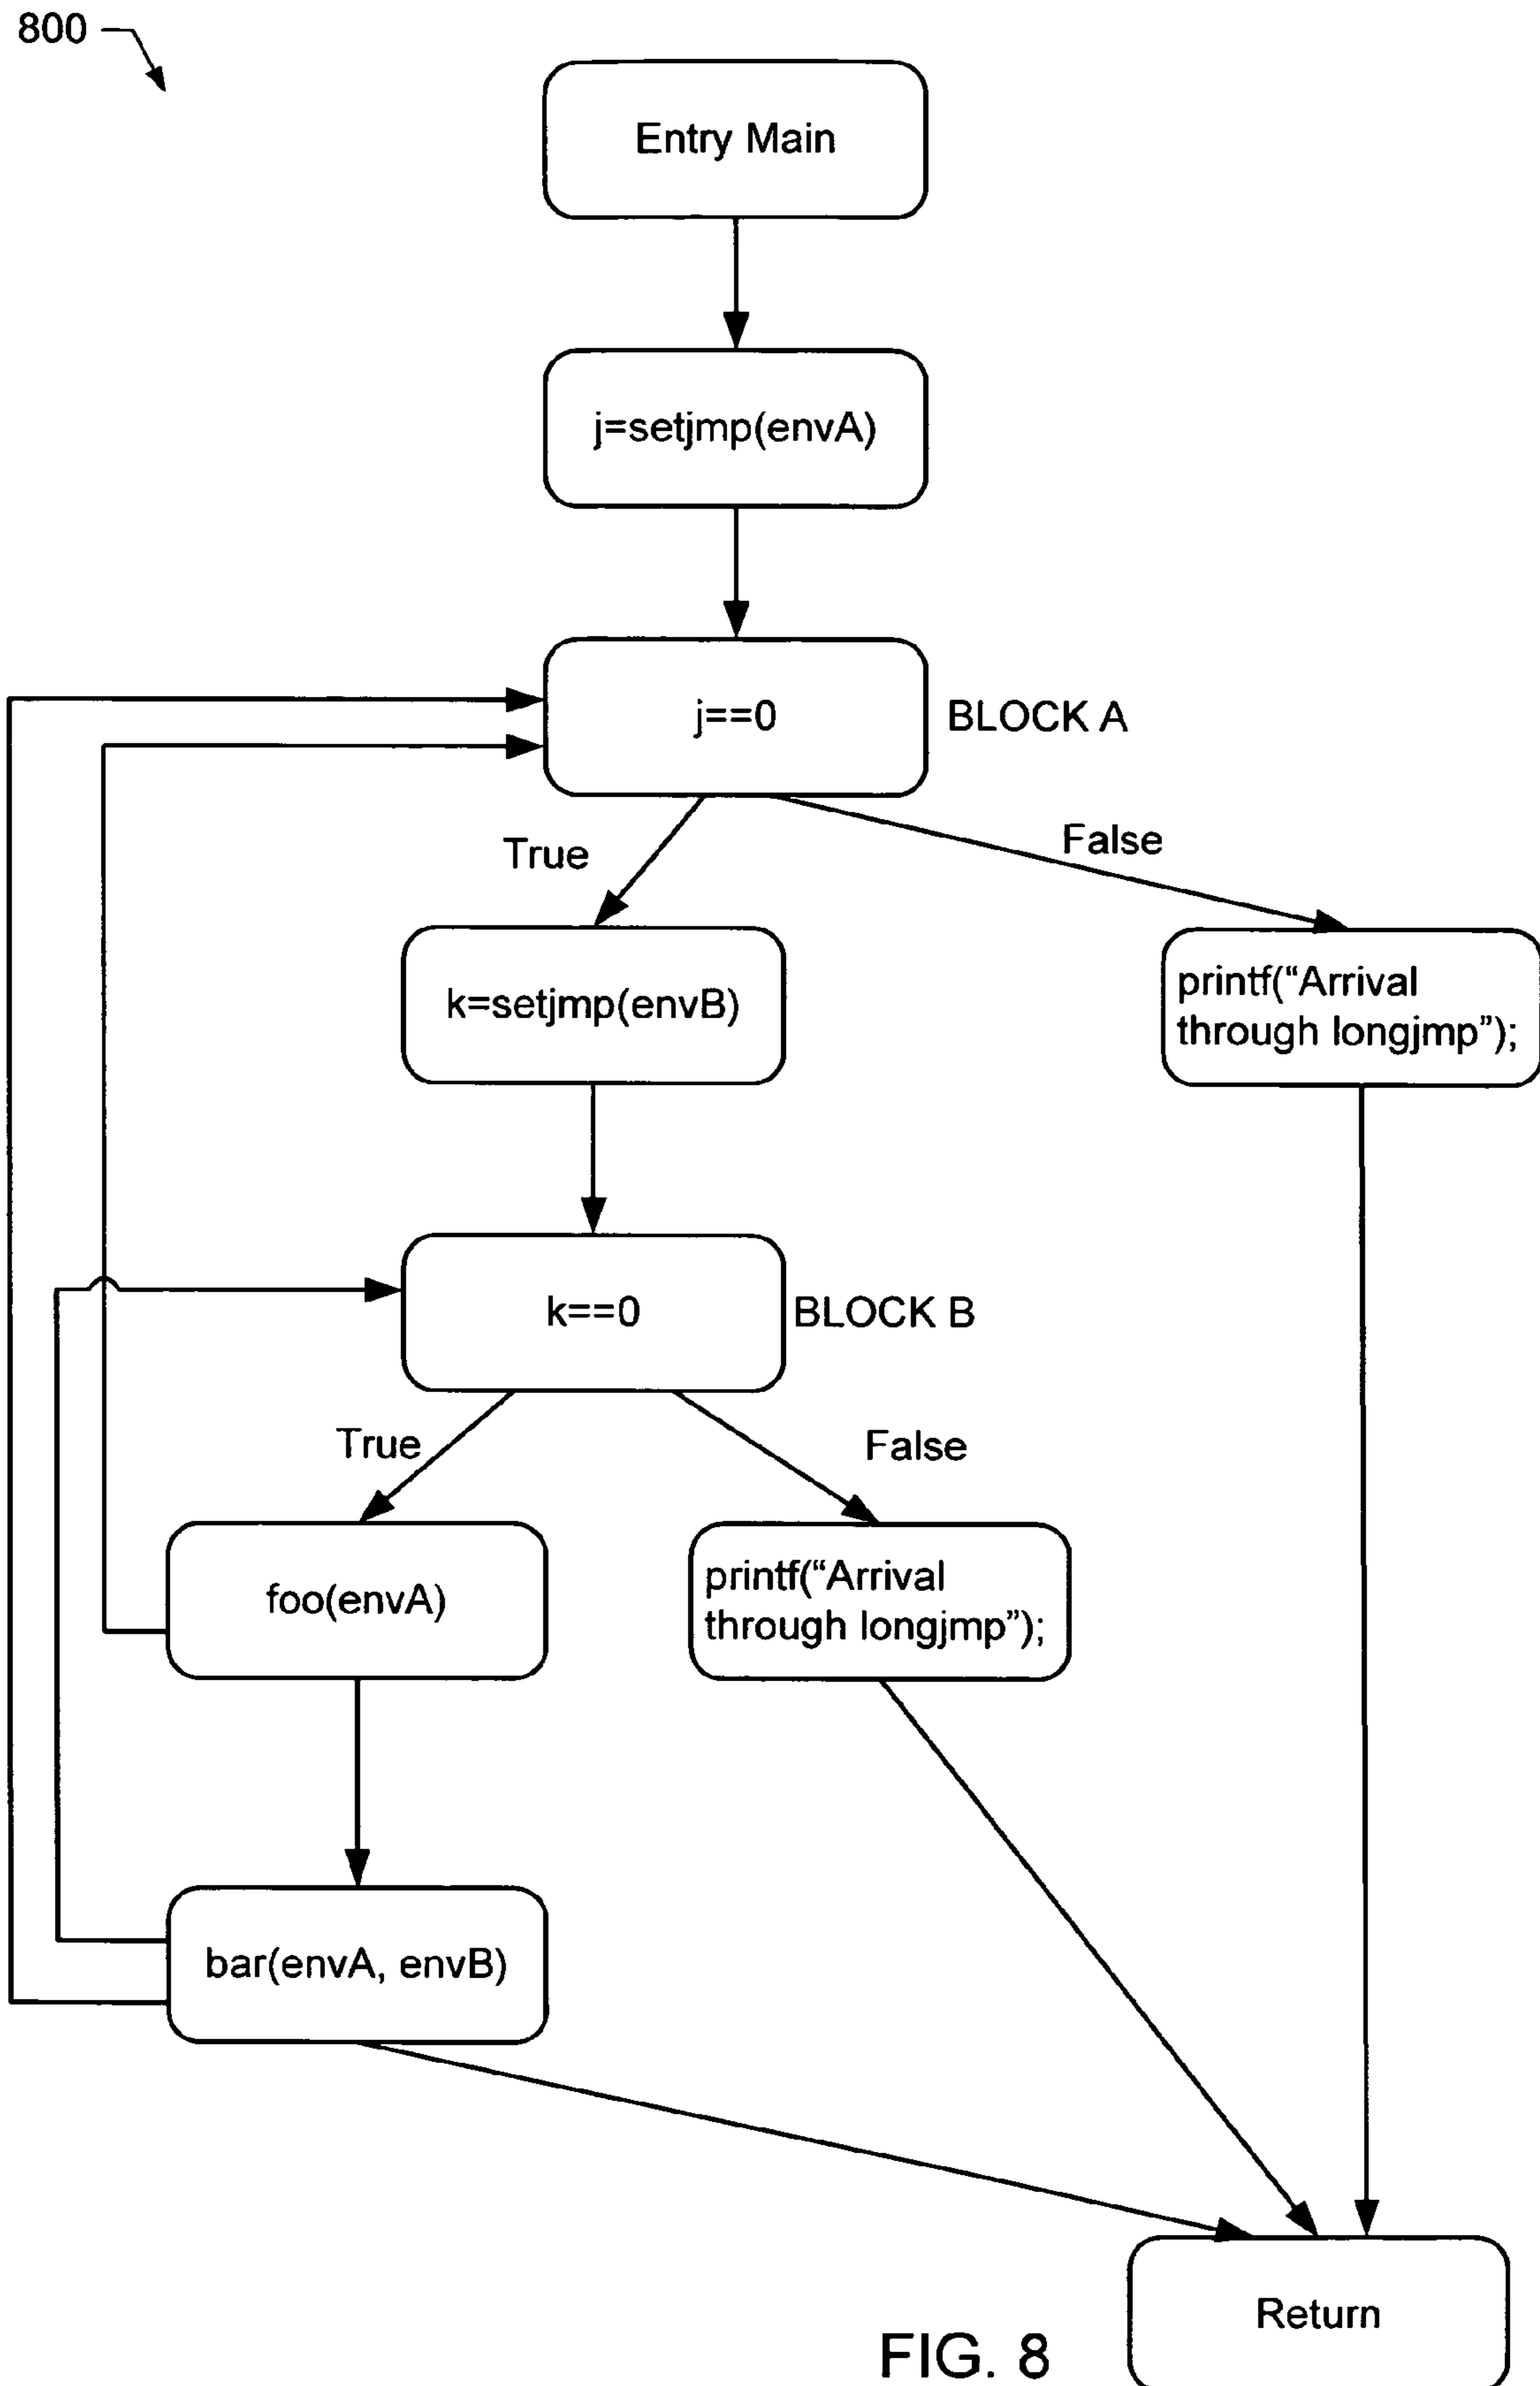 800
Entry Main
j=setjmp(envA)
j==0
BLOCK A
True
False
k=setjmp(envB)
printf(“Arrival
through longjmp”);
k==0
BLOCK B
True
False
foo(envA)
printf(“Arrival
through longjmp”);
bar(envA, envB)
Return
FIG. 8